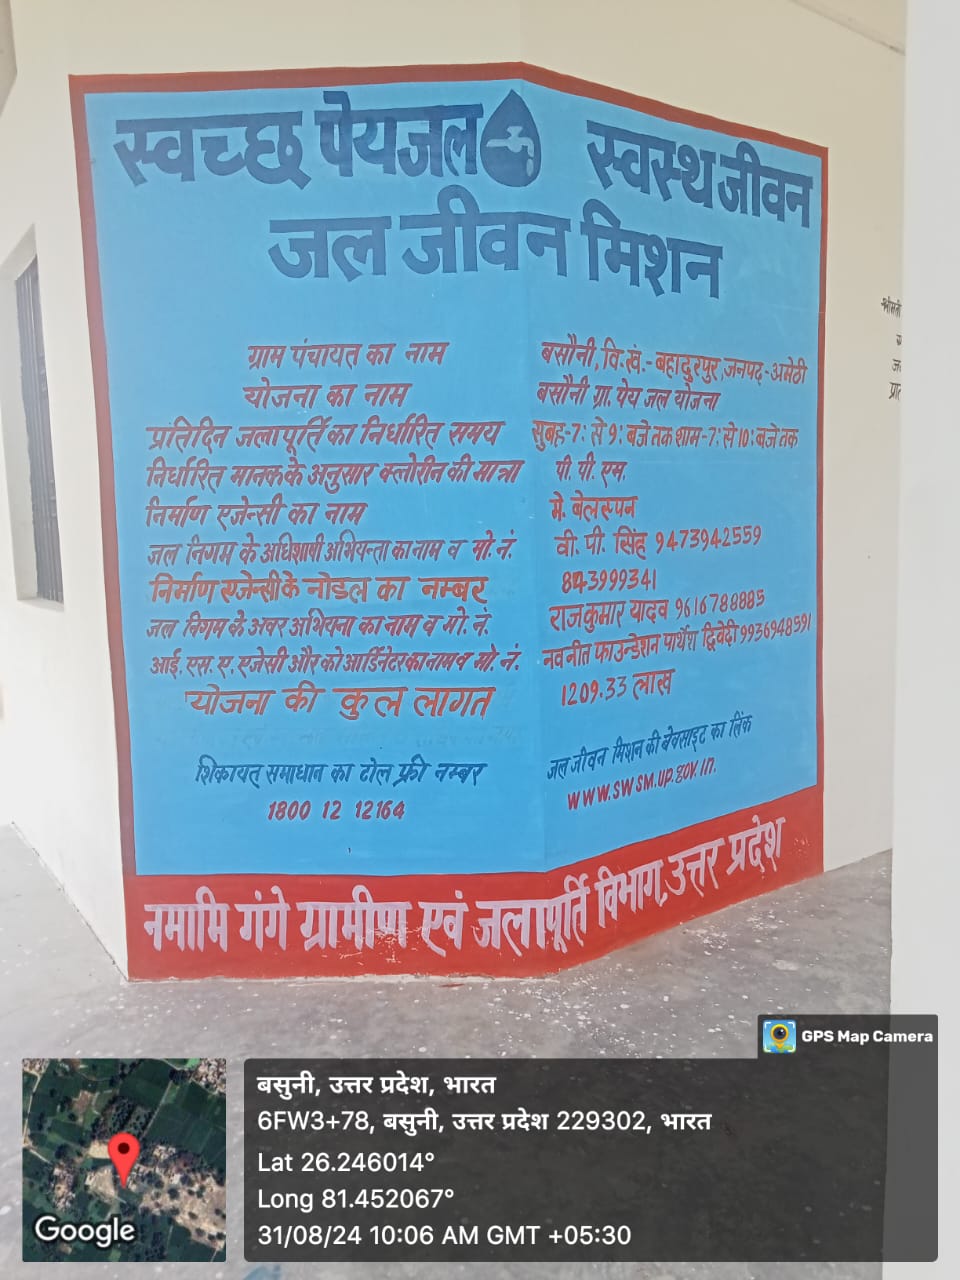 स्वच्छ पेयजल स्वस्थ जीवन
जल जीवन मिशन
ग्राम पंचायत का नाम बसौनी, वि.खं.-बहादुरपुर, जनपद-अमेठी
योजना का नाम बसौनी ग्रा. पेय जल योजना
प्रतिदिन जलापूर्ति का निर्धारित समय सुबह-7: से 9: बजे तक शाम-7: से 10: बजे तक
निर्धारित मानक के अनुसार क्लोरीन की मात्रा पी. पी. एम.
निर्माण एजेन्सी का नाम मे. बेलस्पन
जल निगम के अधिशाषी अभियन्ता का नाम व मो. नं. वी. पी. सिंह 9473942559
निर्माण एजेन्सी के नोडल का नम्बर 843999341
जल निगम के अवर अभियन्ता का नाम व मो. नं. राजकुमार यादव 9616788885
आई. एस. ए. एजेसी और को आर्डिनेटर का नाम व मो. नं. नवनीत फाउन्डेशन पार्थेश द्विवेदी 9936948591
योजना की कुल लागत 1209.33 लाख
शिकायत समाधान का टोल फ्री नम्बर
1800 12 12164
जल जीवन मिशन की बेवसाइट का लिंक
www.swsm.up.gov.in.
नमामि गंगे ग्रामीण एवं जलापूर्ति विभाग, उत्तर प्रदेश
GPS Map Camera
बसुनी, उत्तर प्रदेश, भारत
6FW3+78, बसुनी, उत्तर प्रदेश 229302, भारत
Lat 26.246014°
Long 81.452067°
31/08/24 10:06 AM GMT +05:30
Google